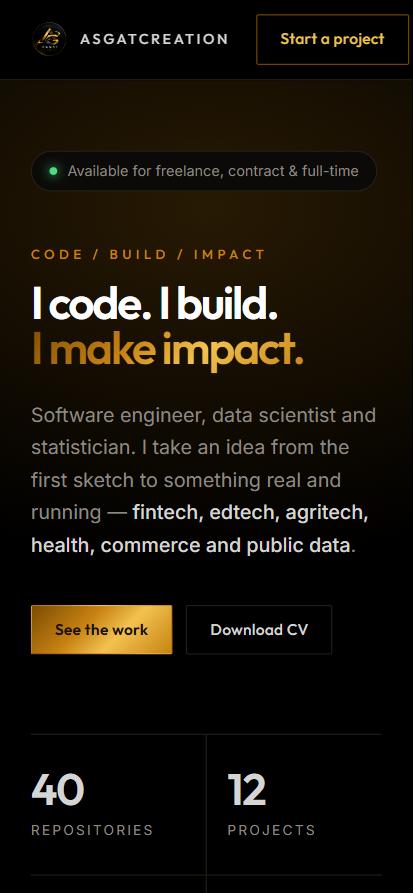 ASGATCREATION
Start a project
Available for freelance, contract & full-time
CODE / BUILD / IMPACT
I code. I build.
I make impact.
Software engineer, data scientist and
statistician. I take an idea from the
first sketch to something real and
running — fintech, edtech, agritech,
health, commerce and public data.
See the work
Download CV
40
12
REPOSITORIES
PROJECTS